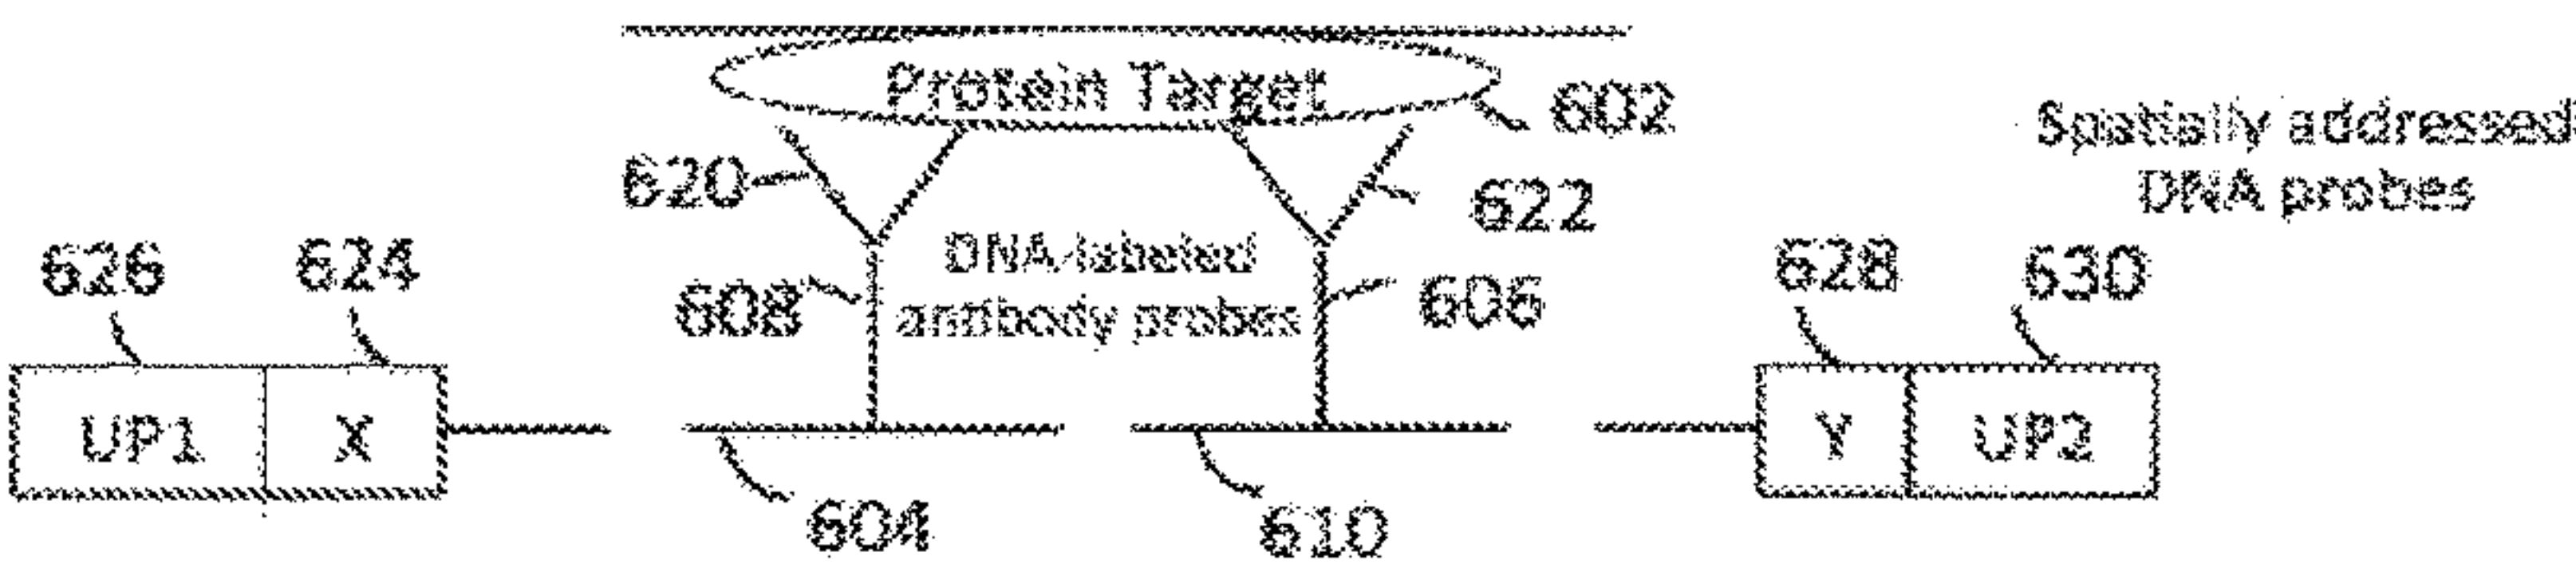 Protein Target
602
Spatially addressed
DNA probes
620
622
626
624
DNA-labeled
antibody probes
608
606
628
630
UP1
X
Y
UP2
604
610